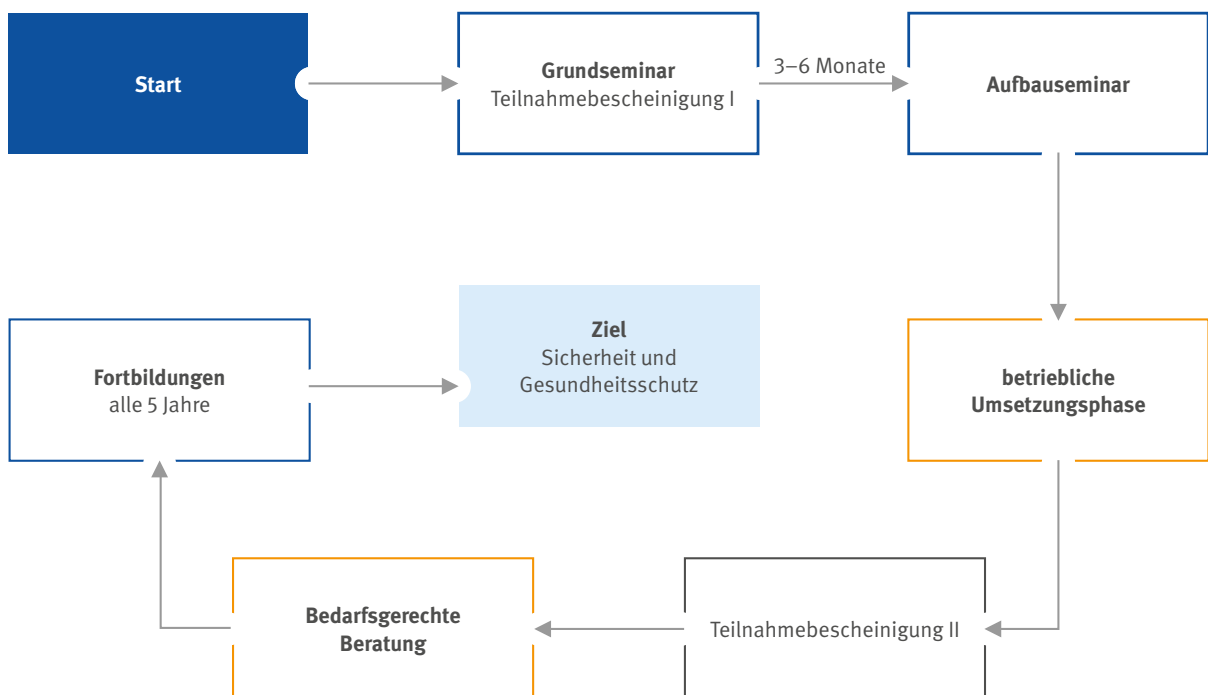 Start
Grundseminar
Teilnahmebescheinigung I
3–6 Monate
Aufbauseminar
betriebliche
Umsetzungsphase
Teilnahmebescheinigung II
Bedarfsgerechte
Beratung
Fortbildungen
alle 5 Jahre
Ziel
Sicherheit und
Gesundheitsschutz